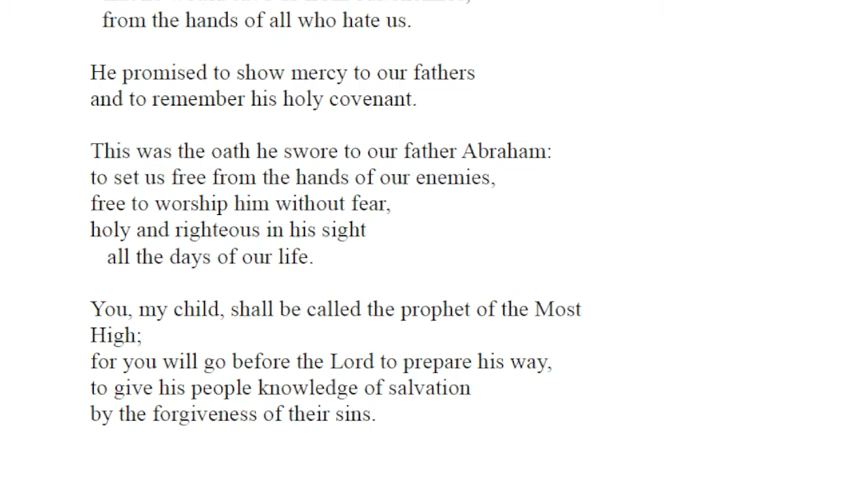 from the hands of all who hate us.
He promised to show mercy to our fathers
and to remember his holy covenant.
This was the oath he swore to our father Abraham:
to set us free from the hands of our enemies,
free to worship him without fear,
holy and righteous in his sight
all the days of our life.
You, my child, shall be called the prophet of the Most
High;
for you will go before the Lord to prepare his way,
to give his people knowledge of salvation
by the forgiveness of their sins.